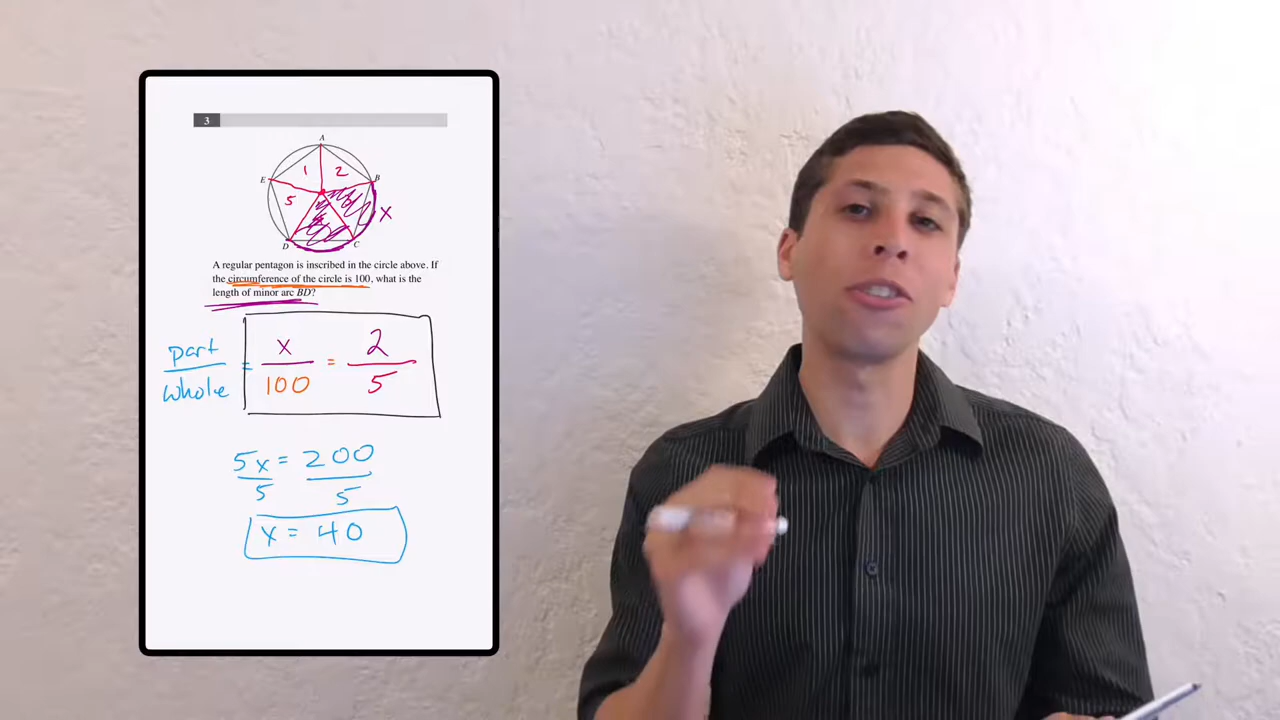 3
A
E 1 2 B
5 X
D C
A regular pentagon is inscribed in the circle above. If
the circumference of the circle is 100, what is the
length of minor arc BD?
part/whole = x/100 = 2/5
5x/5 = 200/5
x = 40